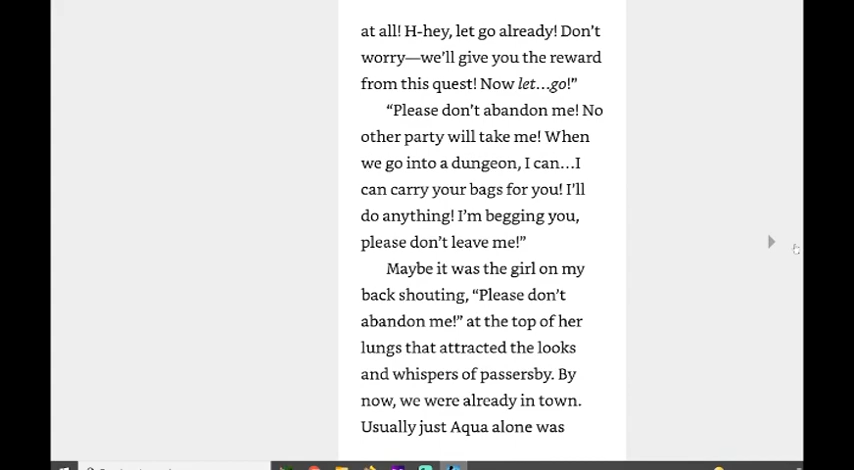 at all! H-hey, let go already! Don’t
worry—we’ll give you the reward
from this quest! Now let…go!”
“Please don’t abandon me! No
other party will take me! When
we go into a dungeon, I can…I
can carry your bags for you! I’ll
do anything! I’m begging you,
please don’t leave me!”
Maybe it was the girl on my
back shouting, “Please don’t
abandon me!” at the top of her
lungs that attracted the looks
and whispers of passersby. By
now, we were already in town.
Usually just Aqua alone was